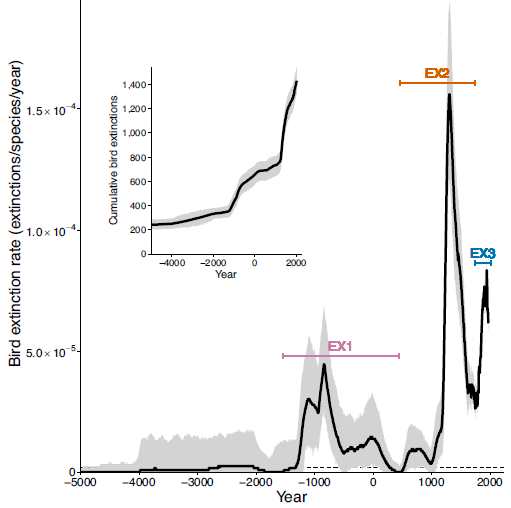 Bird extinction rate (extinctions/species/year)
1.5× 10⁻⁴
1.0× 10⁻⁴
5.0× 10⁻⁵
0
EX2
EX3
EX1
Cumulative bird extinctions
1,400
1,200
1,000
800
600
400
200
0
−4000 −2000 0 2000
Year
−5000 −4000 −3000 −2000 −1000 0 1000 2000
Year